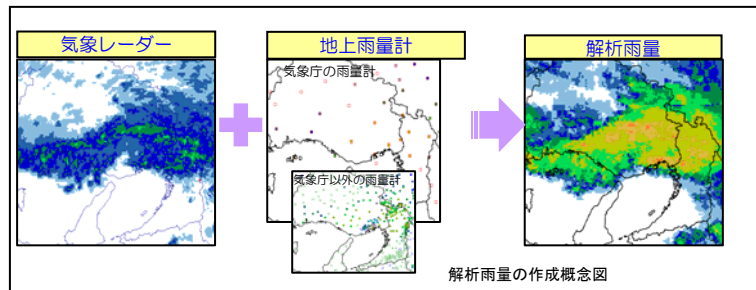 気象レーダー
地上雨量計
解析雨量
気象庁の雨量計
気象庁以外の雨量計
解析雨量の作成概念図